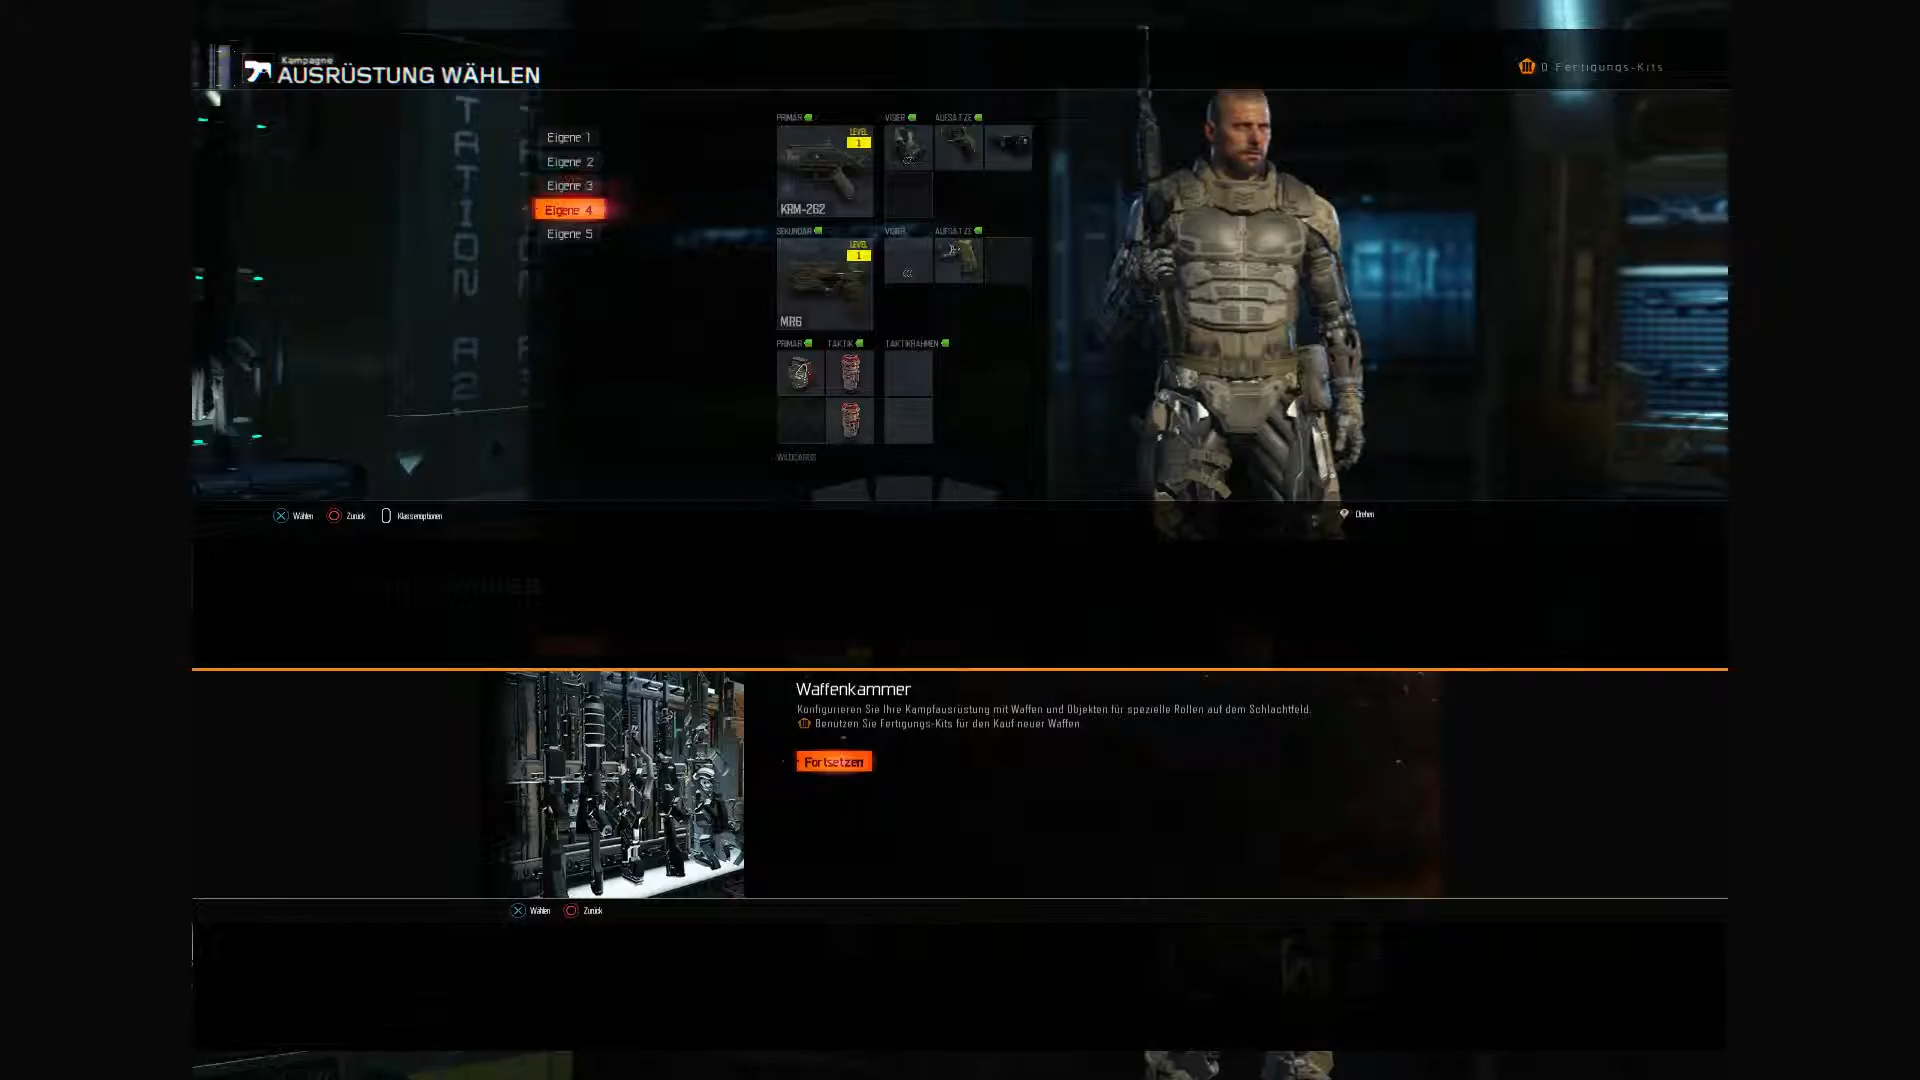 Kampagne
AUSRÜSTUNG WÄHLEN
0 Fertigungs-Kits
TATION A2
Eigene 1
Eigene 2
Eigene 3
Eigene 4
Eigene 5
PRIMÄR
VISIER
AUFSÄTZE
LEVEL
1
KRM-262
SEKUNDÄR
VISIER
AUFSÄTZE
LEVEL
1
MR6
PRIMÄR
TAKTIK
TAKTIKRAHMEN
WILDCARDS
Wählen
Zurück
Klassenoptionen
Drehen
Waffenkammer
Konfigurieren Sie Ihre Kampfausrüstung mit Waffen und Objekten für spezielle Rollen auf dem Schlachtfeld.
Benutzen Sie Fertigungs-Kits für den Kauf neuer Waffen
Fortsetzen
Wählen
Zurück